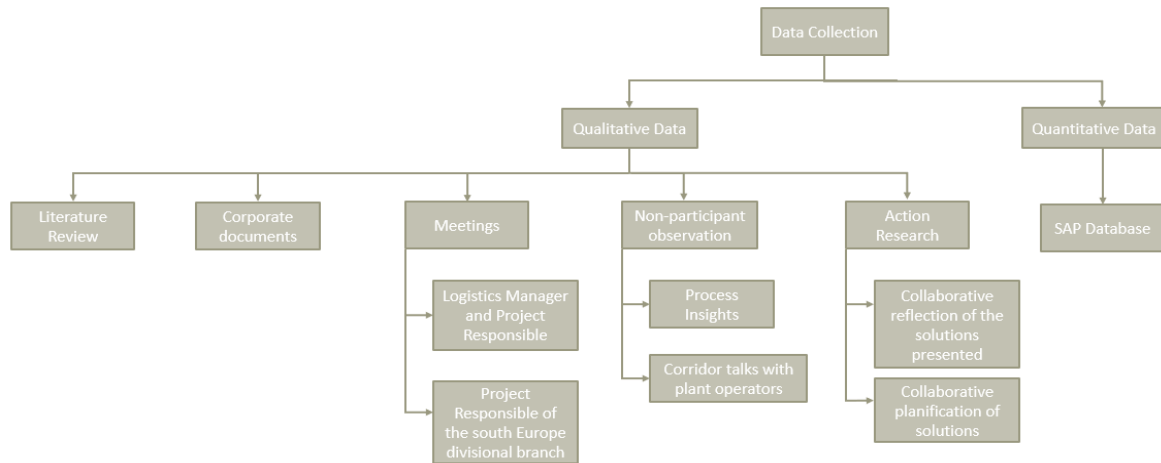 Data Collection
Qualitative Data
Quantitative Data
Literature
Review
Corporate
documents
Meetings
Non-participant
observation
Action
Research
SAP Database
Logistics Manager
and Project
Responsible
Process
Insights
Collaborative
reflection of the
solutions
presented
Project
Responsible of
the south Europe
divisional branch
Corridor talks with
plant operators
Collaborative
planification of
solutions